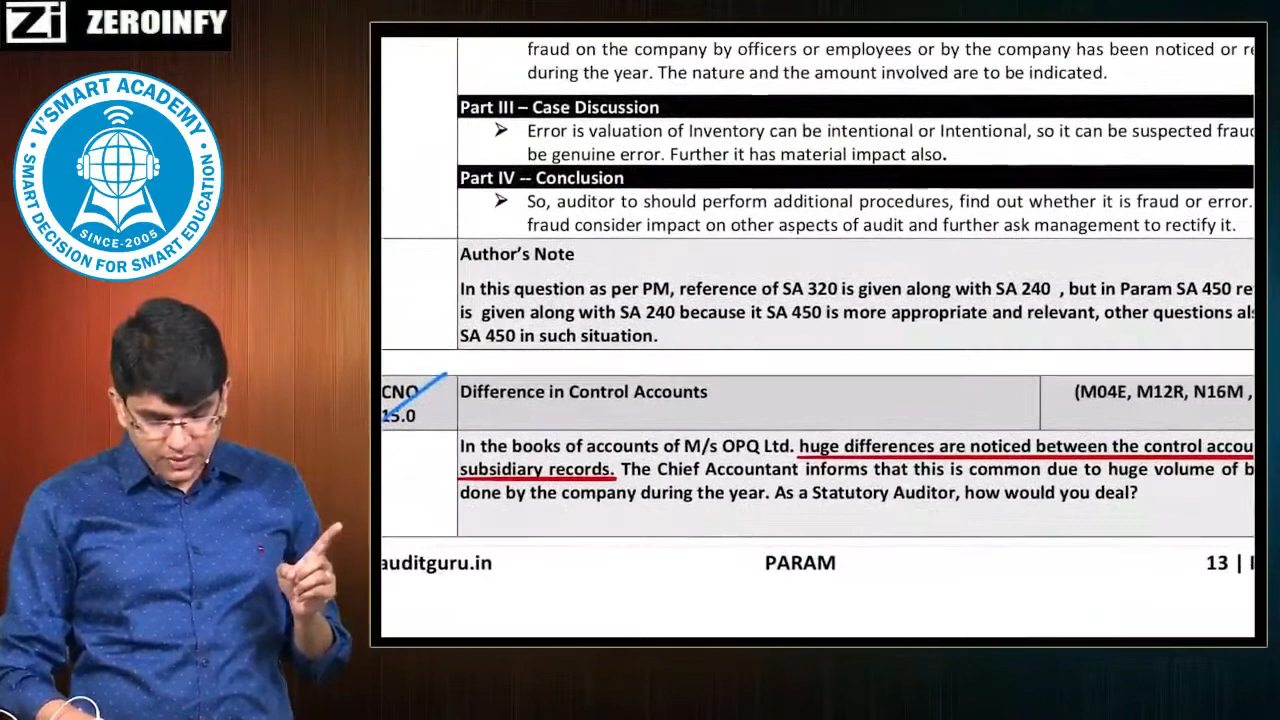 Zi ZEROINFY
V'SMART ACADEMY
SMART DECISION FOR SMART EDUCATION
SINCE-2005
fraud on the company by officers or employees or by the company has been noticed or re
during the year. The nature and the amount involved are to be indicated.
Part III – Case Discussion
➤ Error is valuation of Inventory can be intentional or Intentional, so it can be suspected frau
be genuine error. Further it has material impact also.
Part IV -- Conclusion
➤ So, auditor to should perform additional procedures, find out whether it is fraud or error.
fraud consider impact on other aspects of audit and further ask management to rectify it.
Author's Note
In this question as per PM, reference of SA 320 is given along with SA 240 , but in Param SA 450 re
is given along with SA 240 because it SA 450 is more appropriate and relevant, other questions al
SA 450 in such situation.
CNO Difference in Control Accounts (M04E, M12R, N16M ,
15.0
In the books of accounts of M/s OPQ Ltd. huge differences are noticed between the control accou
subsidiary records. The Chief Accountant informs that this is common due to huge volume of b
done by the company during the year. As a Statutory Auditor, how would you deal?
auditguru.in PARAM 13 |